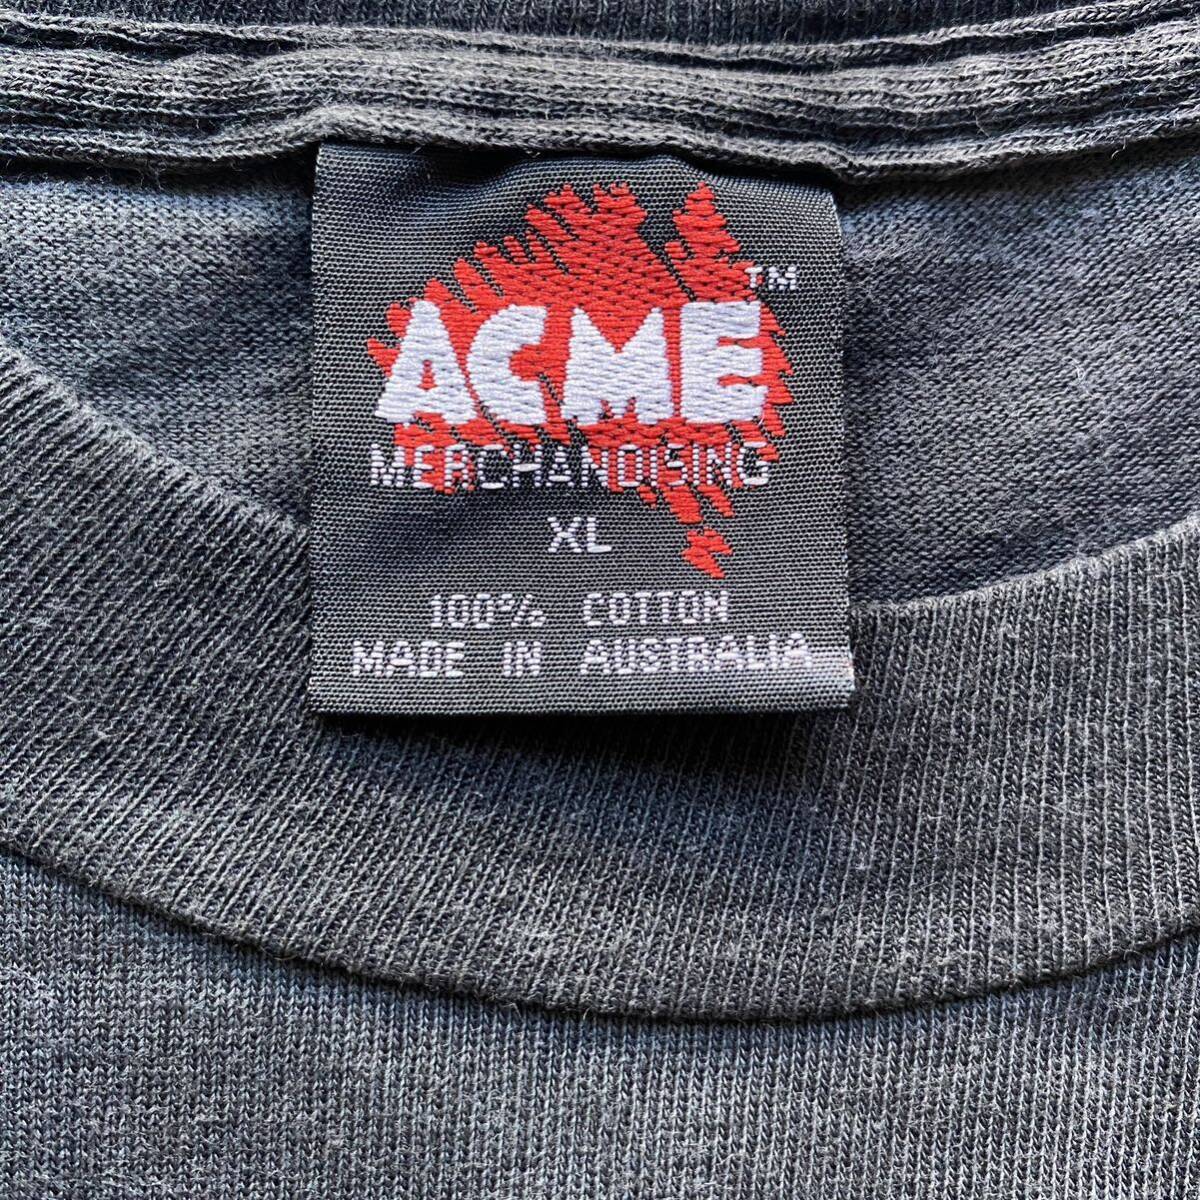 ACME™
MERCHANDISING
XL
100% COTTON
MADE IN AUSTRALIA